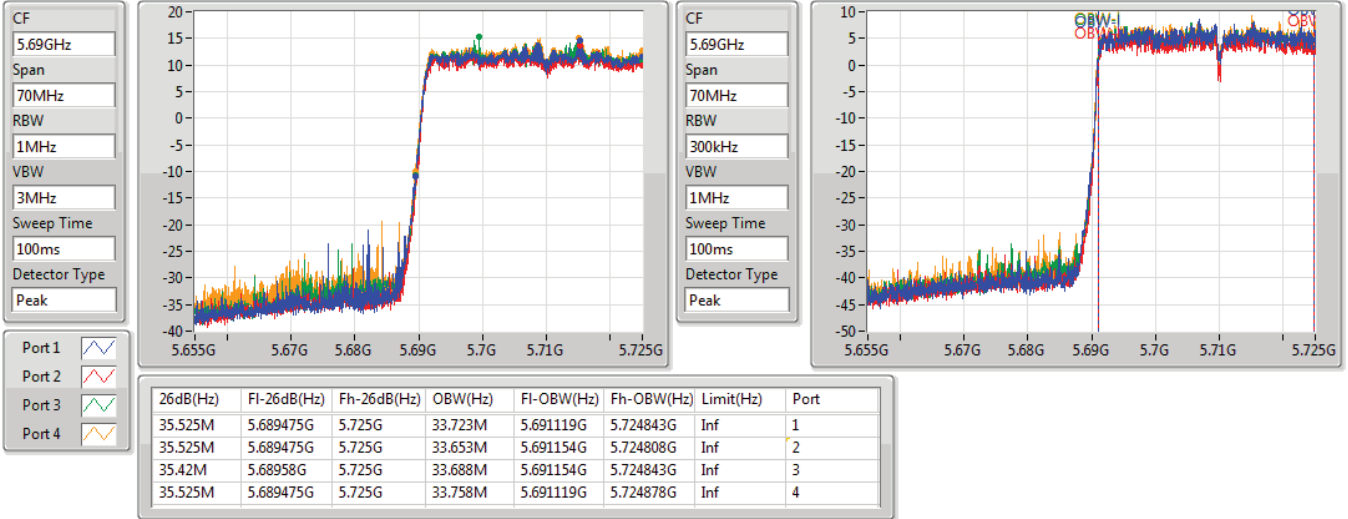 CF
5.69GHz
Span
70MHz
RBW
1MHz
VBW
3MHz
Sweep Time
100ms
Detector Type
Peak
20
15
10
5
0
-5
-10
-15
-20
-25
-30
-35
-40
5.655G 5.67G 5.68G 5.69G 5.7G 5.71G 5.725G
CF
5.69GHz
Span
70MHz
RBW
300kHz
VBW
1MHz
Sweep Time
100ms
Detector Type
Peak
10
5
0
-5
-10
-15
-20
-25
-30
-35
-40
-45
-50
OBW-l
5.655G 5.67G 5.68G 5.69G 5.7G 5.71G 5.725G
Port 1
Port 2
Port 3
Port 4
26dB(Hz) Fl-26dB(Hz) Fh-26dB(Hz) OBW(Hz) Fl-OBW(Hz) Fh-OBW(Hz) Limit(Hz) Port
35.525M 5.689475G 5.725G 33.723M 5.691119G 5.724843G Inf 1
35.525M 5.689475G 5.725G 33.653M 5.691154G 5.724808G Inf 2
35.42M 5.68958G 5.725G 33.688M 5.691154G 5.724843G Inf 3
35.525M 5.689475G 5.725G 33.758M 5.691119G 5.724878G Inf 4